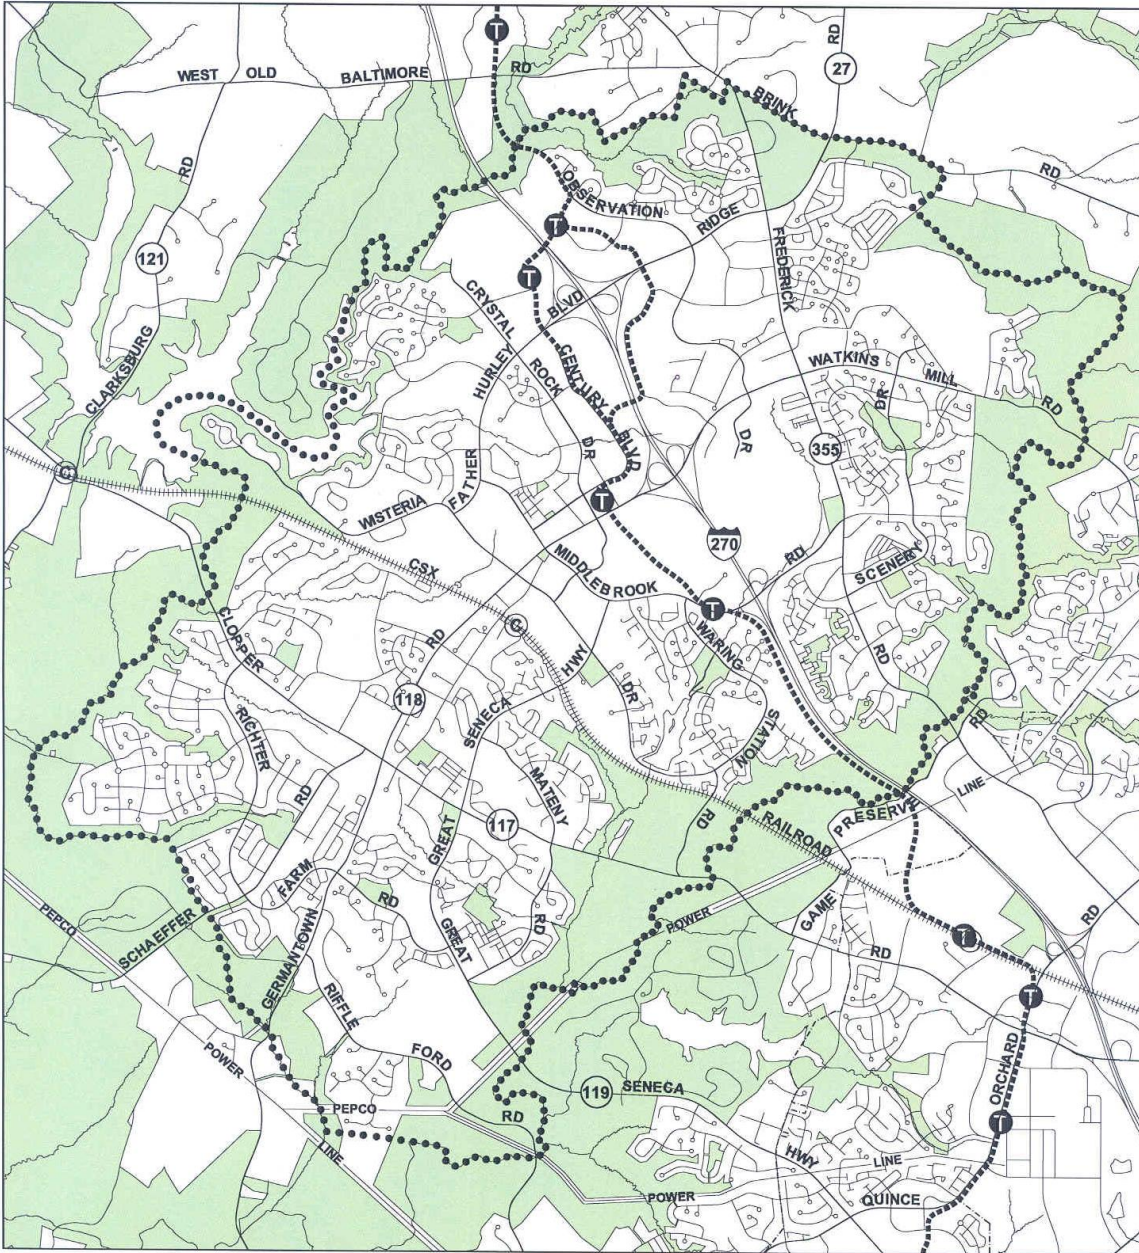 T
RD
27
WEST OLD BALTIMORE RD
BRINK
RD
RD
OBSERVATION
RIDGE
T
121
FREDERICK
T
CRYSTAL
BLVD
CLARKSBURG
HURLEY
ROCK
CENTURY
WATKINS
MILL
DR
RD
DR
BLVD
DR
355
FATHER
C
WISTERIA
T
270
CSX
MIDDLEBROOK
RD
SCENERY
T
C
CLOPPER
RD
WARING
HWY
RD
118
DR
RICHTER
SENECA
STATION
RD
MATENY
RD
LINE
PRESERV
117
RD
RAILROAD
GREAT
FARM
RD
GAME
PEPCO
SCHAEFFER
GREAT
RD
POWER
RD
T
RD
GERMANTOWN
RIFFLE
T
POWER
FORD
ORCHARD
119
SENECA
PEPCO
RD
T
LINE
HWY
LINE
POWER
QUINCE